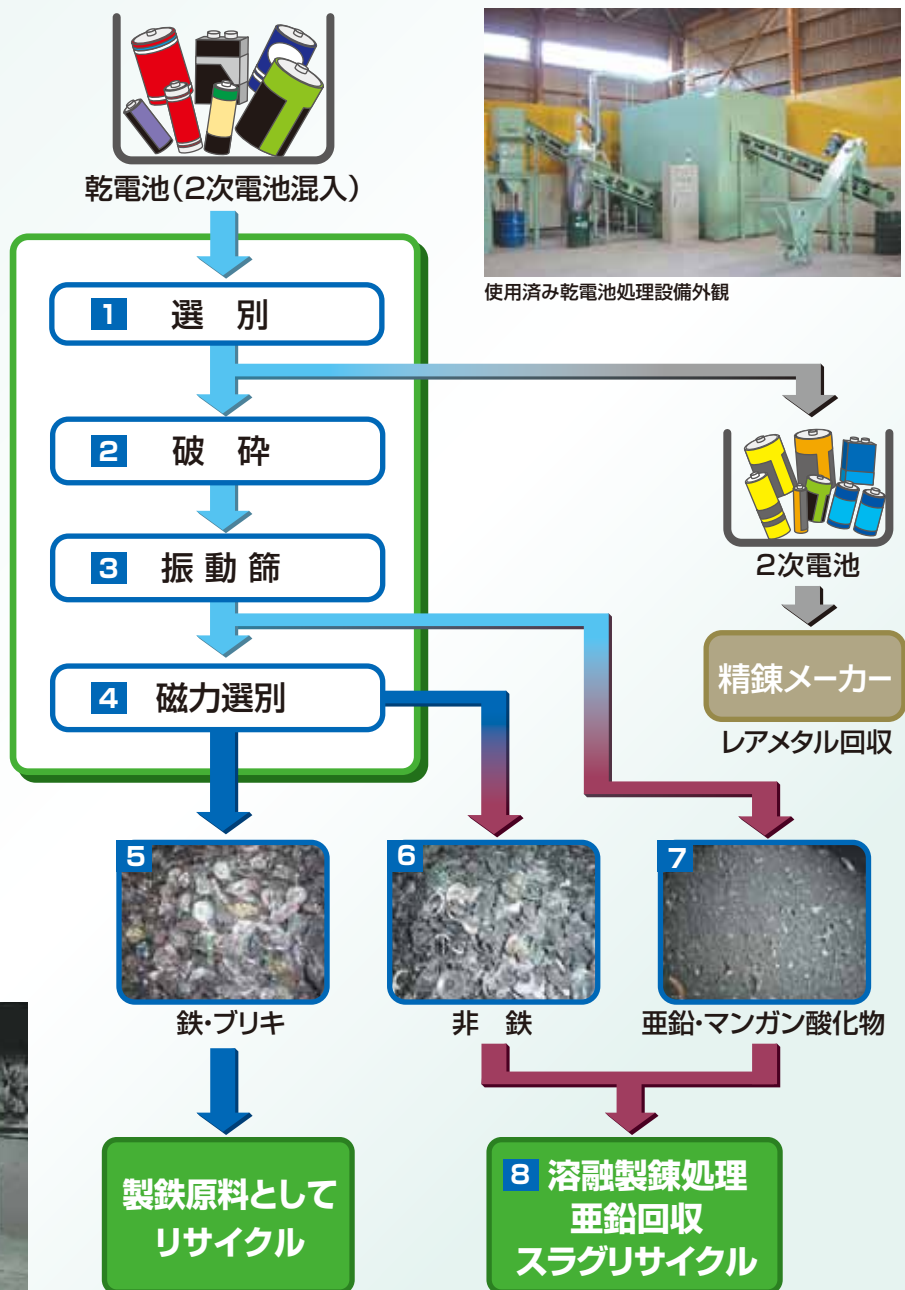 乾電池(2次電池混入)
使用済み乾電池処理設備外観
1 選 別
2 破 砕
3 振動篩
4 磁力選別
2次電池
精錬メーカー
レアメタル回収
5
鉄・ブリキ
6
非 鉄
7
亜鉛・マンガン酸化物
製鉄原料として
リサイクル
8 溶融製錬処理
亜鉛回収
スラグリサイクル